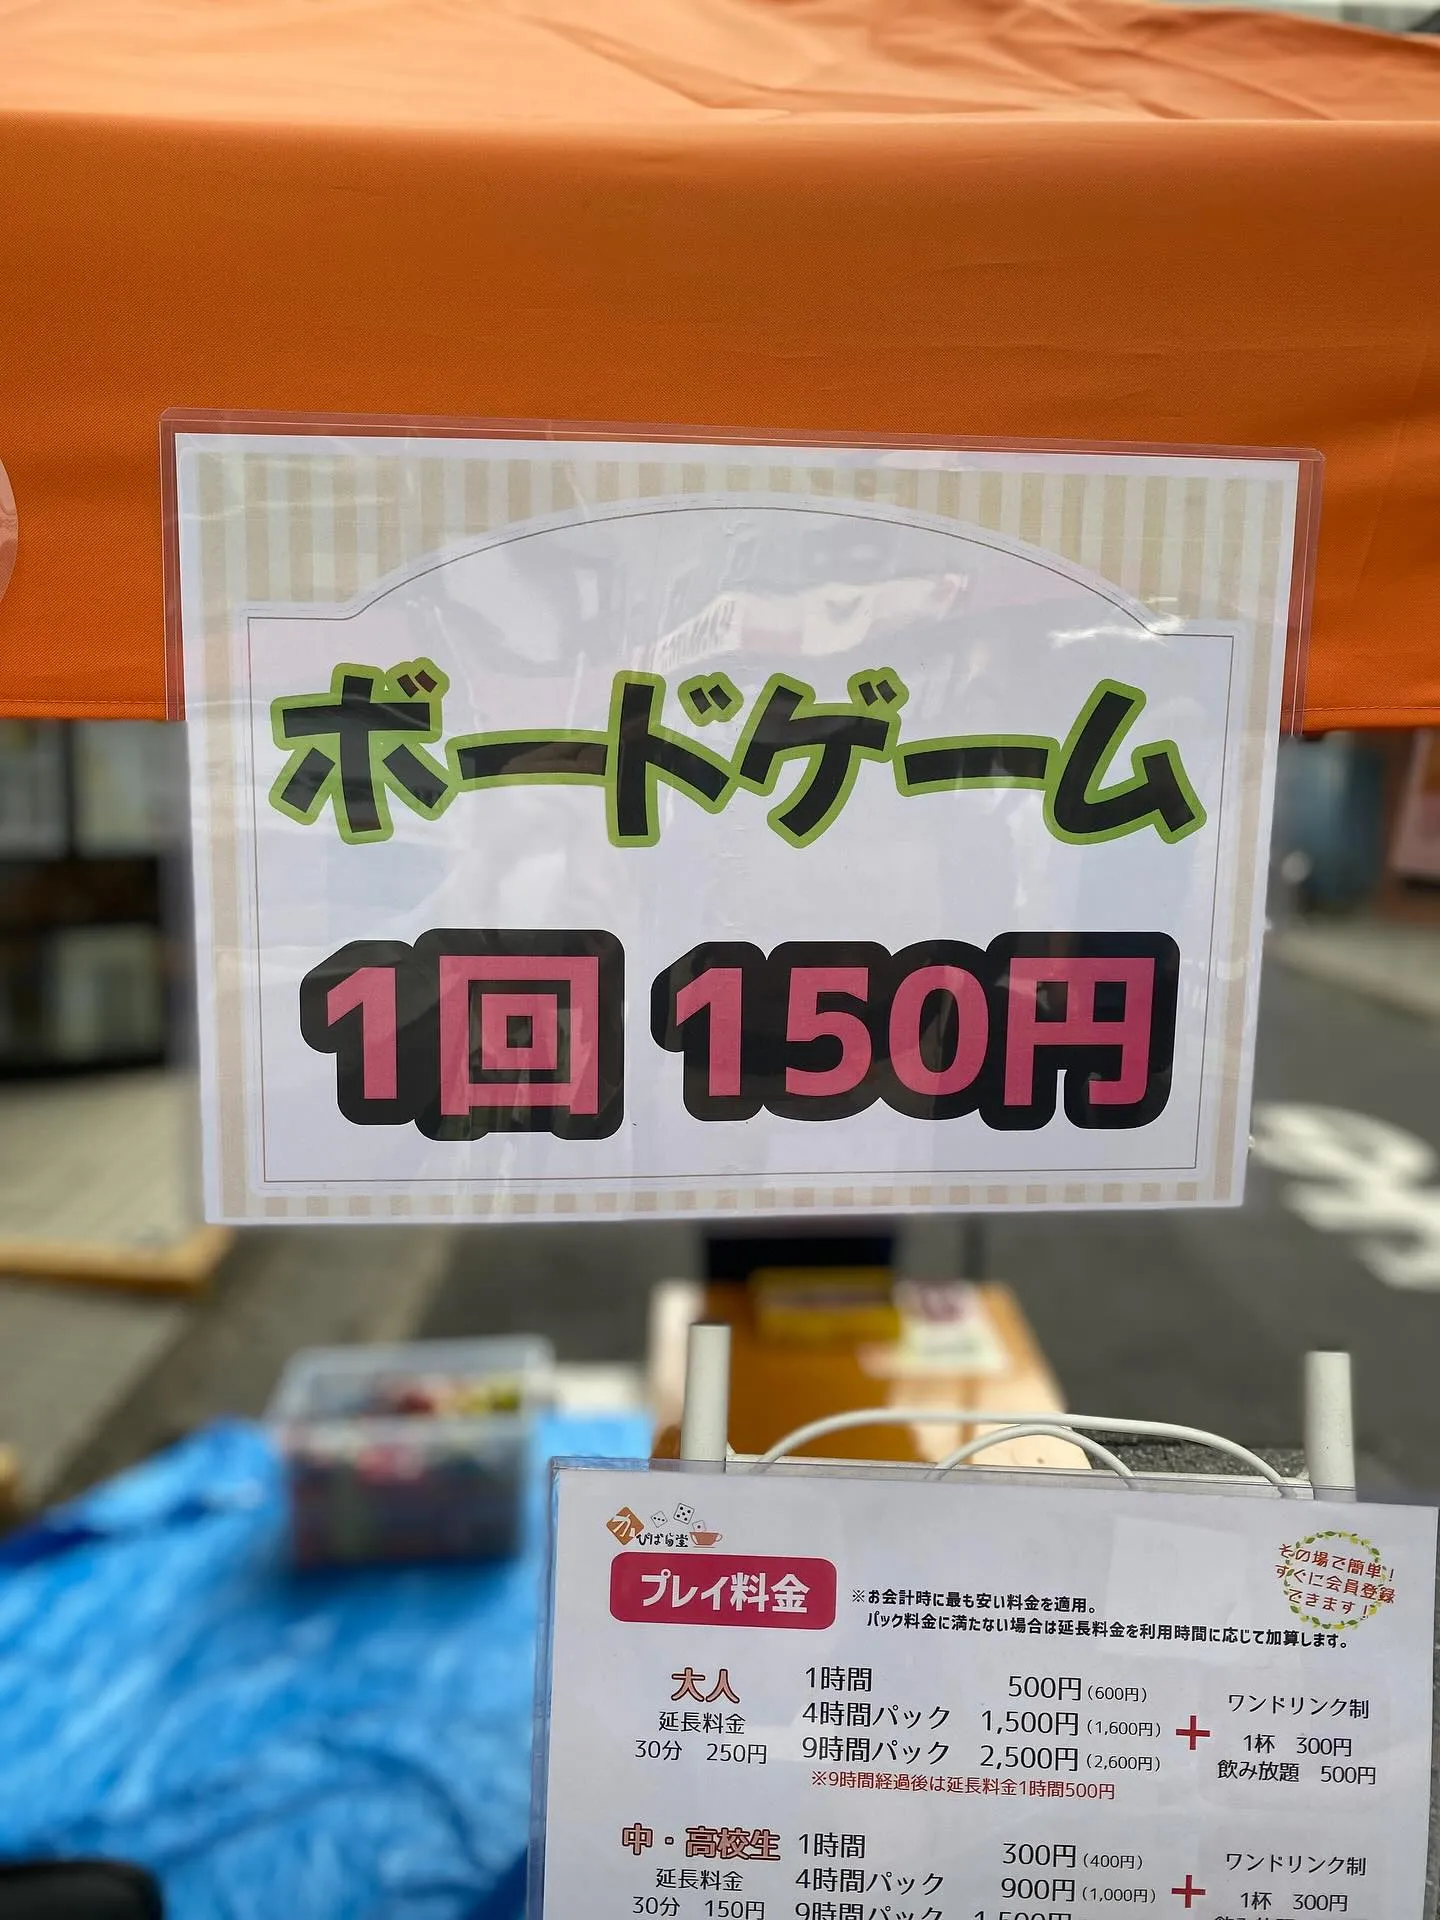 ボードゲーム
1回 150円
かぴばら堂
プレイ料金
※お会計時に最も安い料金を適用。
パック料金に満たない場合は延長料金を利用時間に応じて加算します。
その場で簡単!
すぐに会員登録
できます!
大人
延長料金
30分 250円
1時間 500円(600円)
4時間パック 1,500円(1,600円)
9時間パック 2,500円(2,600円)
※9時間経過後は延長料金1時間500円
+
ワンドリンク制
1杯 300円
飲み放題 500円
中・高校生
延長料金
30分 150円
1時間 300円(400円)
4時間パック 900円(1,000円)
9時間パック
+
ワンドリンク制
1杯 300円